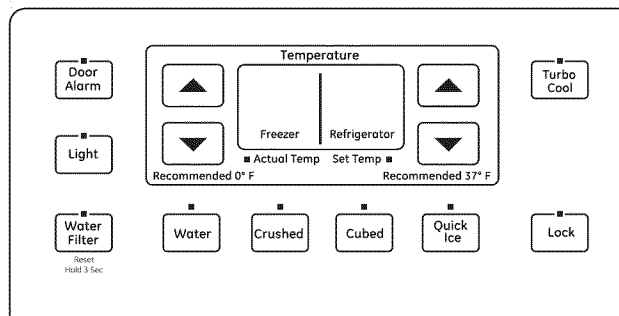 Temperature
Door
Alarm
Turbo
Cool
Freezer
Refrigerator
Light
Actual Temp
Set Temp
Recommended 0° F
Recommended 37° F
Water
Filter
Water
Crushed
Cubed
Quick
Ice
Lock
Reset
Hold 3 Sec